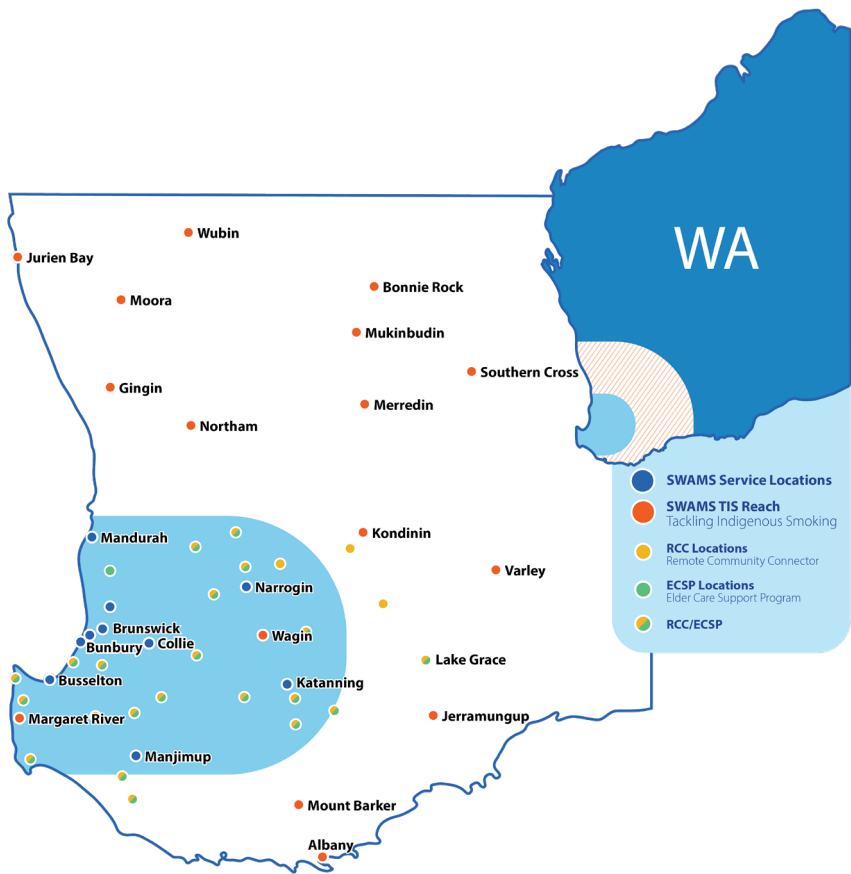 WA
Wubin
Jurien Bay
Bonnie Rock
Moora
Mukinbudin
Southern Cross
Gingin
Merredin
Northam
SWAMS Service Locations
SWAMS TIS Reach
Tackling Indigenous Smoking
RCC Locations
Remote Community Connector
ECSP Locations
Elder Care Support Program
RCC/ECSP
Kondinin
Mandurah
Varley
Narrogin
Brunswick
Wagin
Bunbury
Collie
Lake Grace
Busselton
Katanning
Margaret River
Jerramungup
Manjimup
Mount Barker
Albany